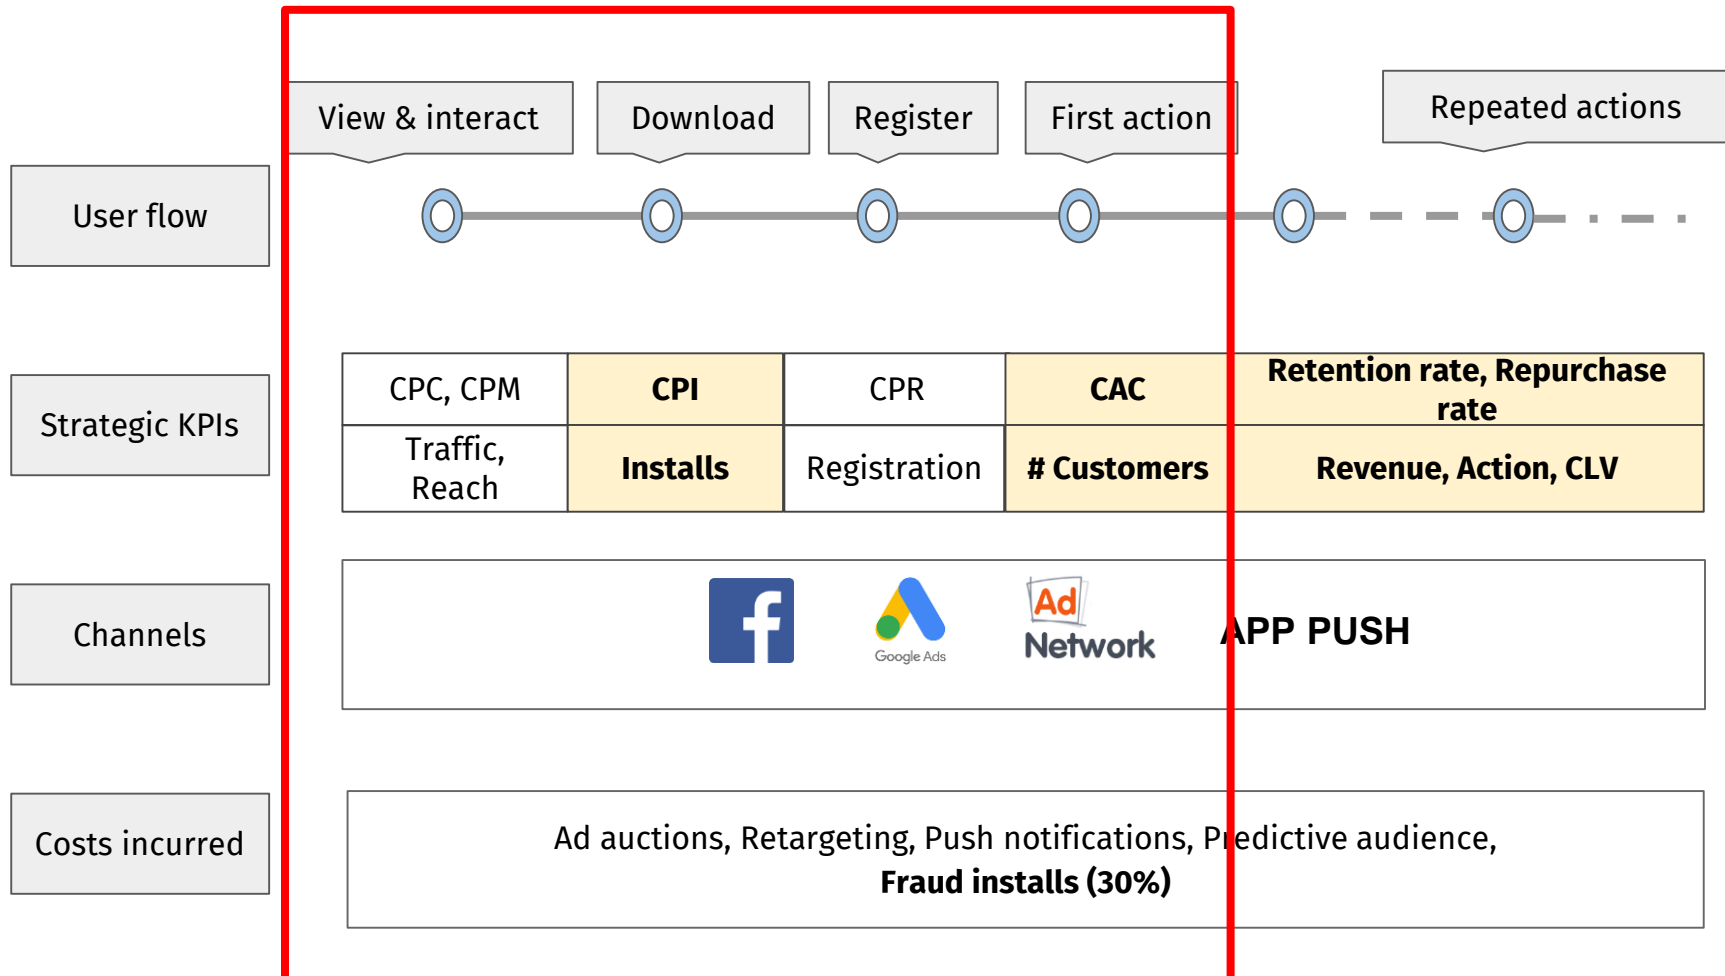 View & interact
Download
Register
First action
Repeated actions
User flow
Strategic KPIs
CPC, CPM
CPI
CPR
CAC
Retention rate, Repurchase
rate
Traffic,
Reach
Installs
Registration
# Customers
Revenue, Action, CLV
Channels
f
Google Ads
Ad
Network
APP PUSH
Costs incurred
Ad auctions, Retargeting, Push notifications, Predictive audience,
Fraud installs (30%)